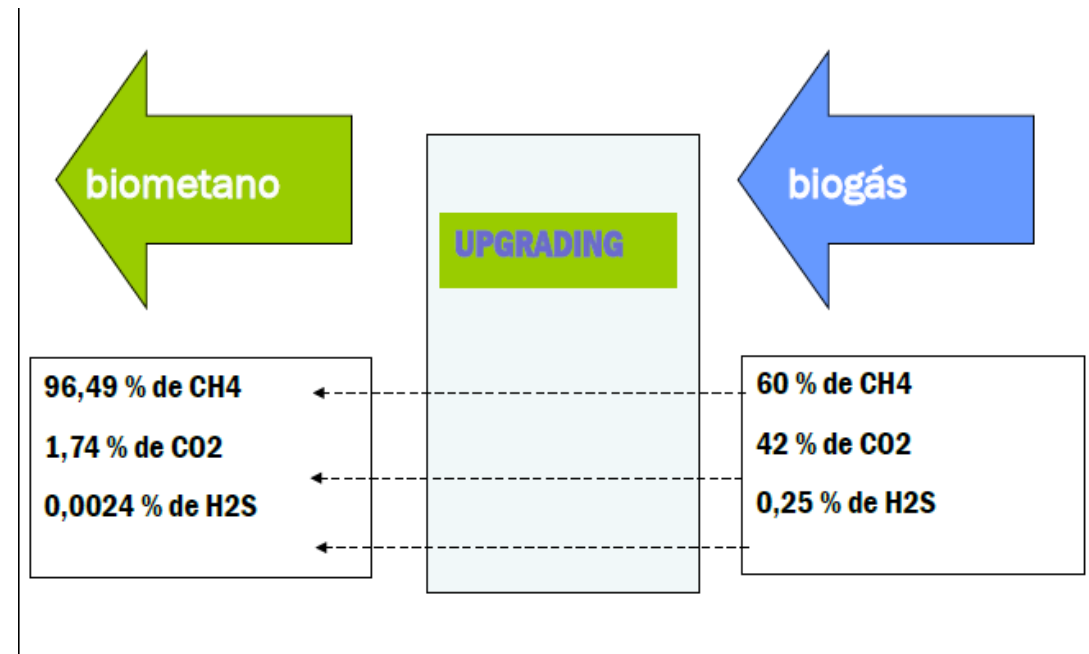 biometano
biogás
UPGRADING
96,49 % de CH4
1,74 % de CO2
0,0024 % de H2S
60 % de CH4
42 % de CO2
0,25 % de H2S